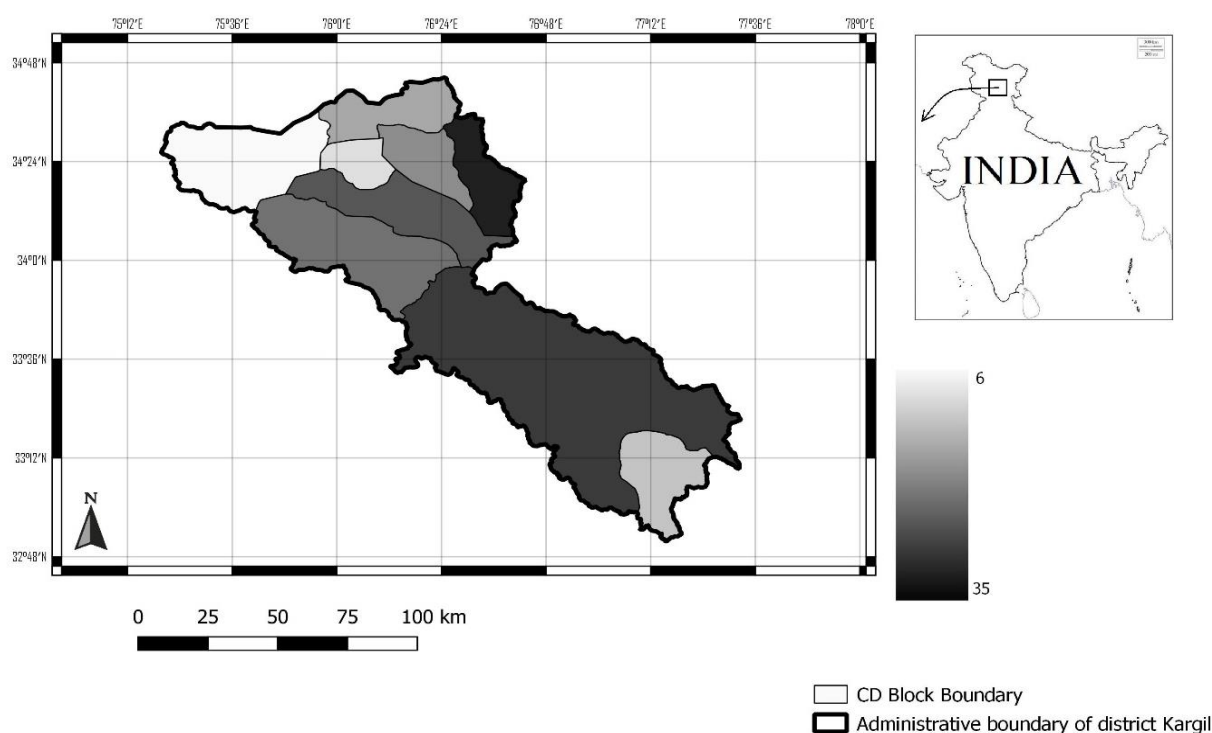 75°12'E 75°36'E 76°0'E 76°24'E 76°48'E 77°12'E 77°36'E 78°0'E
34°48'N
34°24'N
34°0'N
33°36'N
33°12'N
32°48'N
N
INDIA
6
35
0 25 50 75 100 km
CD Block Boundary
Administrative boundary of district Kargil